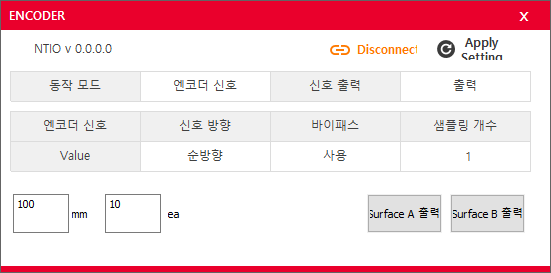 ENCODER X
NTIO v 0.0.0.0 Disconnect Apply
Setting
동작 모드 엔코더 신호 신호 출력 출력
엔코더 신호 신호 방향 바이패스 샘플링 개수
Value 순방향 사용 1
100 mm 10 ea Surface A 출력 Surface B 출력